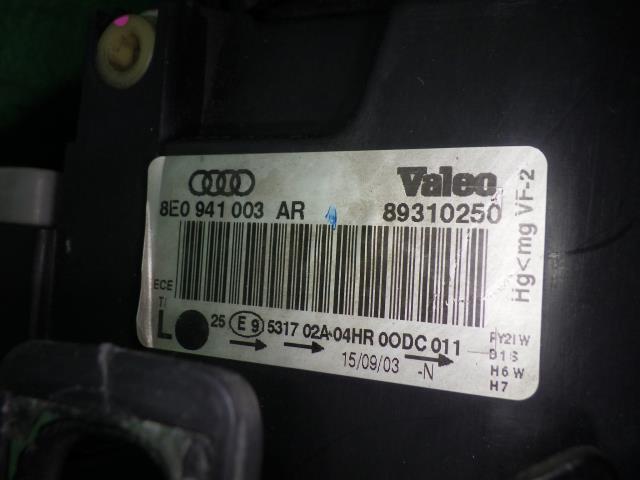 Valeo
8E0 941 003 AR 89310250
Hg<mg VF-2
ECE
L 25 E 9 5317 02A 04HR 00DC 011
15/09/03 -N
PY21W
D1S
H6W
H7